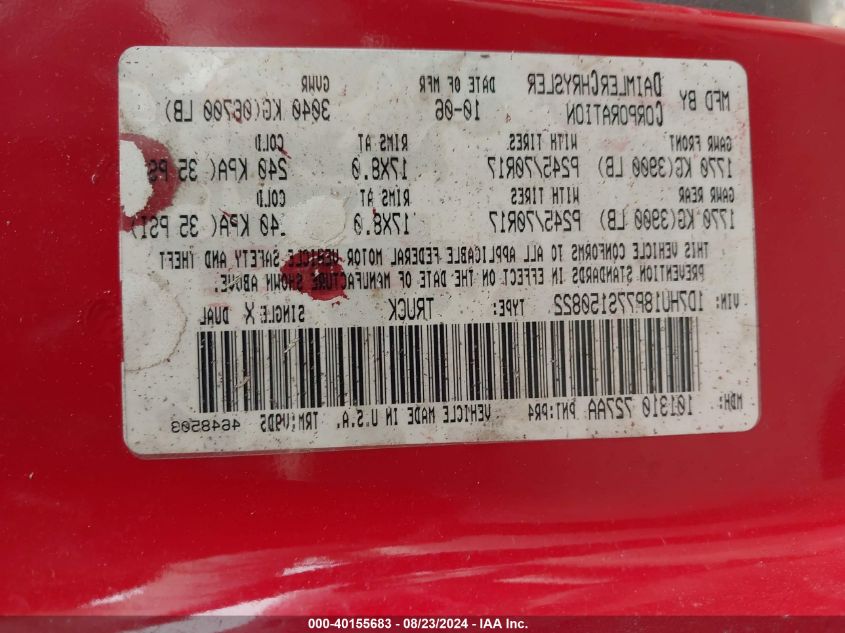 MFD BY DAIMLERCHRYSLER CORPORATION DATE OF MFR 10-06 GVWR 3040 KG(06700 LB)
GAWR FRONT WITH TIRES RIMS AT COLD
1770 KG(3900 LB) P245/70R17 17X8.0 240 KPA(35 PS
GAWR REAR WITH TIRES RIMS AT COLD
1770 KG(3900 LB) P245/70R17 17X8.0 40 KPA(35 PSI)
THIS VEHICLE CONFORMS TO ALL APPLICABLE FEDERAL MOTOR VEHICLE SAFETY AND THEFT
PREVENTION STANDARDS IN EFFECT ON THE DATE OF MANUFACTURE SHOWN ABOVE.
VIN: 1D7HU18P77S150822 TYPE: TRUCK SINGLE X DUAL
MDH: 101310 727AA PNT:PR4 VEHICLE MADE IN U.S.A. TRM:V9D5 4648503
000-40155683 - 08/23/2024 - IAA Inc.